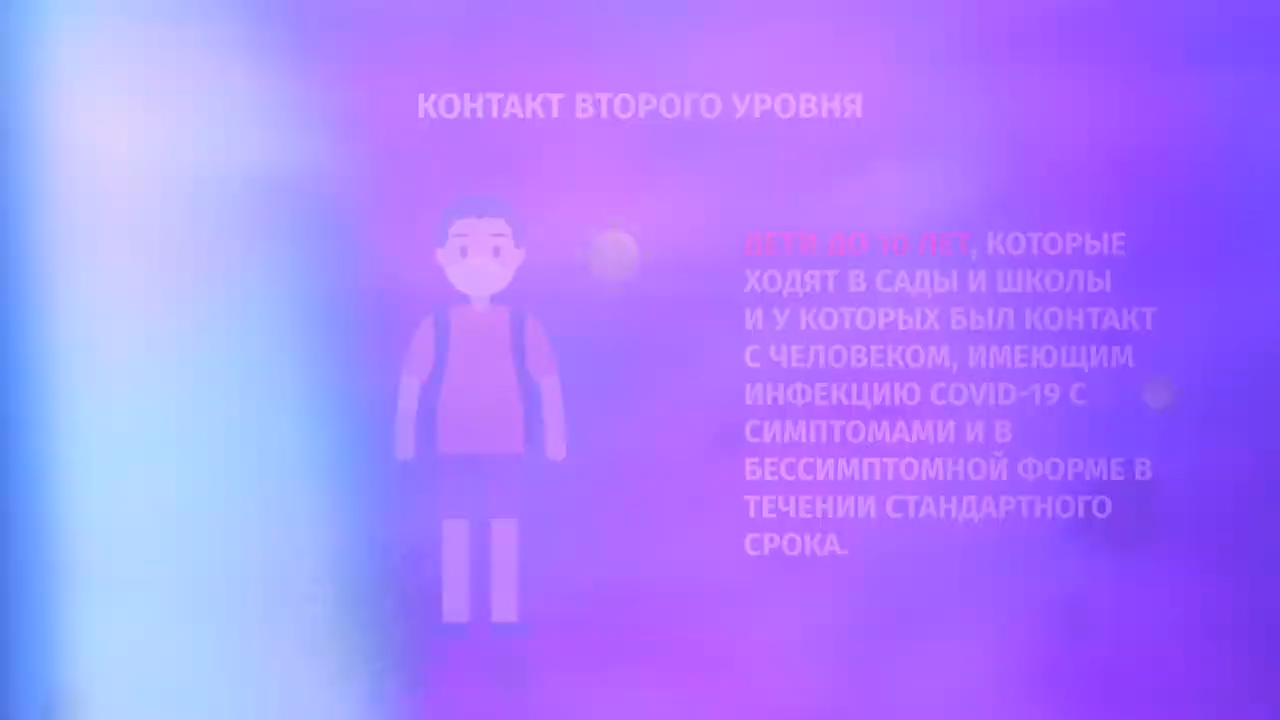 КОНТАКТ ВТОРОГО УРОВНЯ
ДЕТИ ДО 10 ЛЕТ, КОТОРЫЕ
ХОДЯТ В САДЫ И ШКОЛЫ
И У КОТОРЫХ БЫЛ КОНТАКТ
С ЧЕЛОВЕКОМ, ИМЕЮЩИМ
ИНФЕКЦИЮ COVID-19 С
СИМПТОМАМИ И В
БЕССИМПТОМНОЙ ФОРМЕ В
ТЕЧЕНИИ СТАНДАРТНОГО
СРОКА.